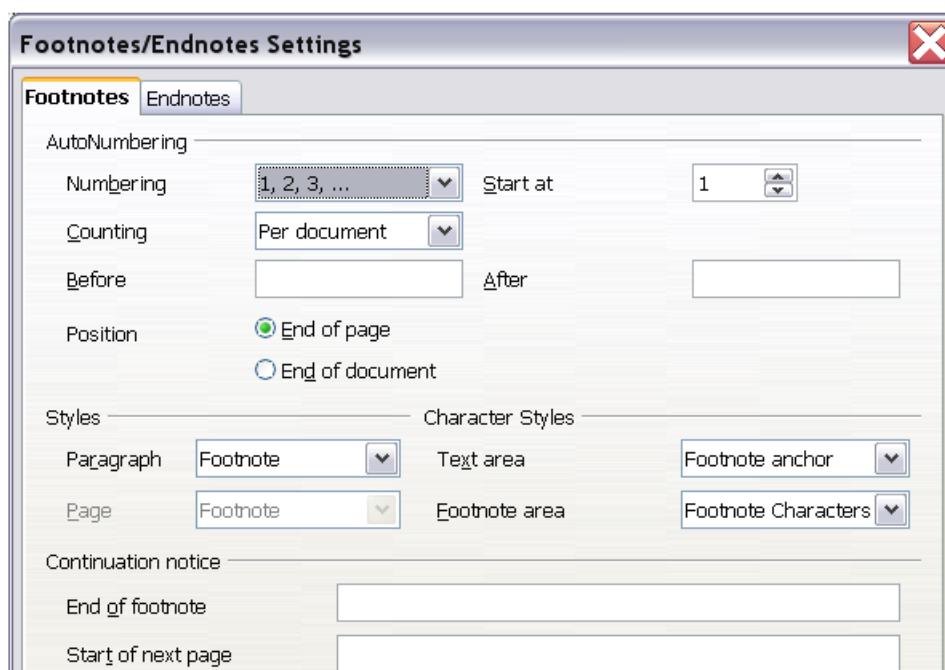 Footnotes/Endnotes Settings
Footnotes Endnotes
AutoNumbering
Numbering 1, 2, 3, ... Start at 1
Counting Per document
Before After
Position End of page
End of document
Styles Character Styles
Paragraph Footnote Text area Footnote anchor
Page Footnote Footnote area Footnote Characters
Continuation notice
End of footnote
Start of next page